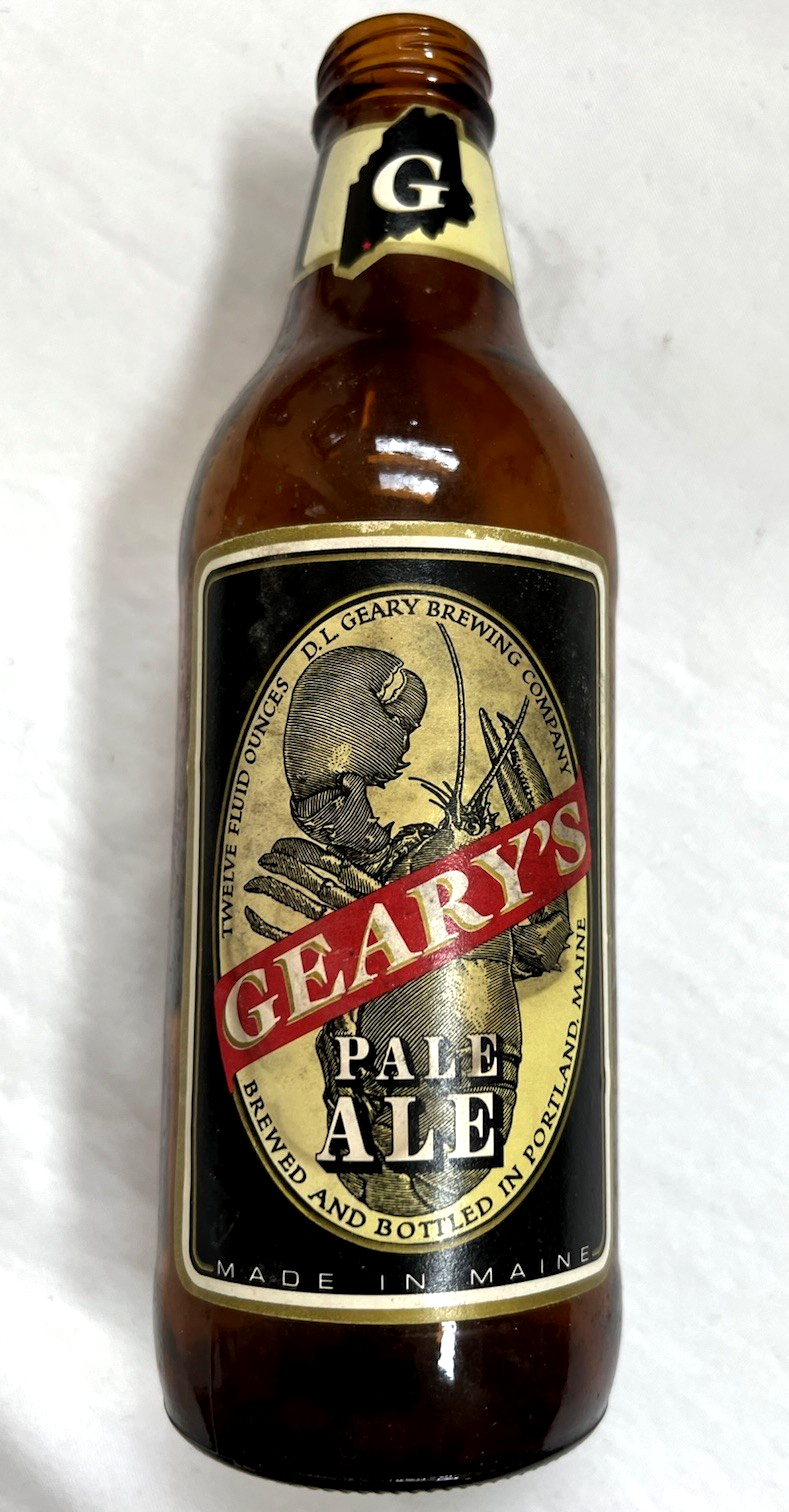 G
TWELVE FLUID OUNCES
D.L. GEARY BREWING COMPANY
GEARY'S
PALE
ALE
BREWED AND BOTTLED IN PORTLAND, MAINE
MADE IN MAINE